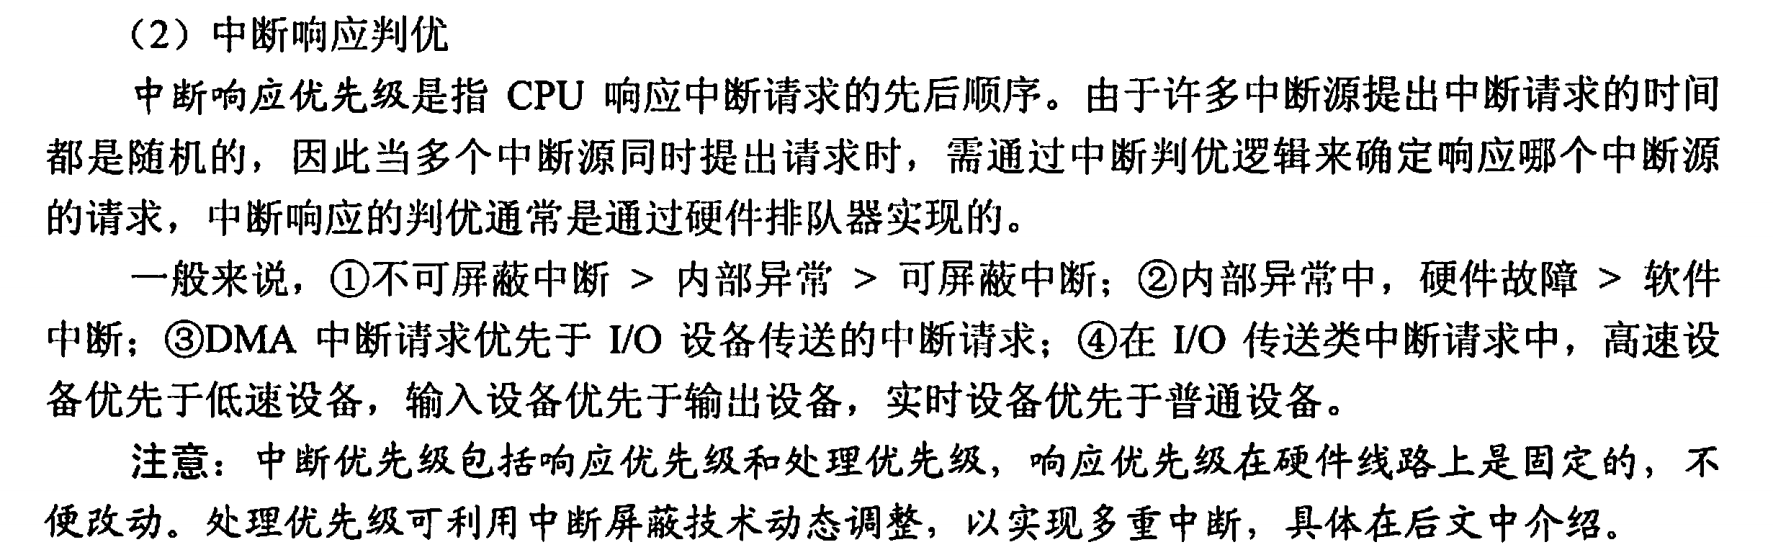 （2）中断响应判优
中断响应优先级是指 CPU 响应中断请求的先后顺序。由于许多中断源提出中断请求的时间
都是随机的，因此当多个中断源同时提出请求时，需通过中断判优逻辑来确定响应哪个中断源
的请求，中断响应的判优通常是通过硬件排队器实现的。
一般来说，①不可屏蔽中断 > 内部异常 > 可屏蔽中断；②内部异常中，硬件故障 > 软件
中断；③DMA 中断请求优先于 I/O 设备传送的中断请求；④在 I/O 传送类中断请求中，高速设
备优先于低速设备，输入设备优先于输出设备，实时设备优先于普通设备。
注意：中断优先级包括响应优先级和处理优先级，响应优先级在硬件线路上是固定的，不
便改动。处理优先级可利用中断屏蔽技术动态调整，以实现多重中断，具体在后文中介绍。